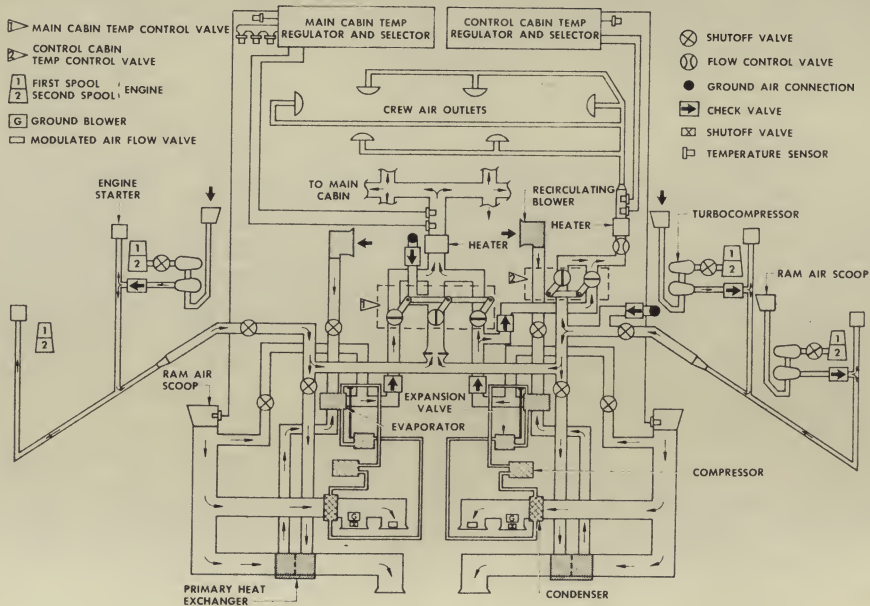 MAIN CABIN TEMP CONTROL VALVE
2
CONTROL CABIN
TEMP CONTROL VALVE
1
2
FIRST SPOOL
SECOND SPOOL
ENGINE
G
GROUND BLOWER
MODULATED AIR FLOW VALVE
MAIN CABIN TEMP
REGULATOR AND SELECTOR
CONTROL CABIN TEMP
REGULATOR AND SELECTOR
SHUTOFF VALVE
FLOW CONTROL VALVE
GROUND AIR CONNECTION
CHECK VALVE
SHUTOFF VALVE
TEMPERATURE SENSOR
CREW AIR OUTLETS
ENGINE
STARTER
TO MAIN
CABIN
RECIRCULATING
BLOWER
HEATER
HEATER
TURBOCOMPRESSOR
1
2
1
2
2
RAM AIR SCOOP
1
2
1
2
RAM AIR
SCOOP
EXPANSION
VALVE
EVAPORATOR
COMPRESSOR
G
G
PRIMARY HEAT
EXCHANGER
CONDENSER